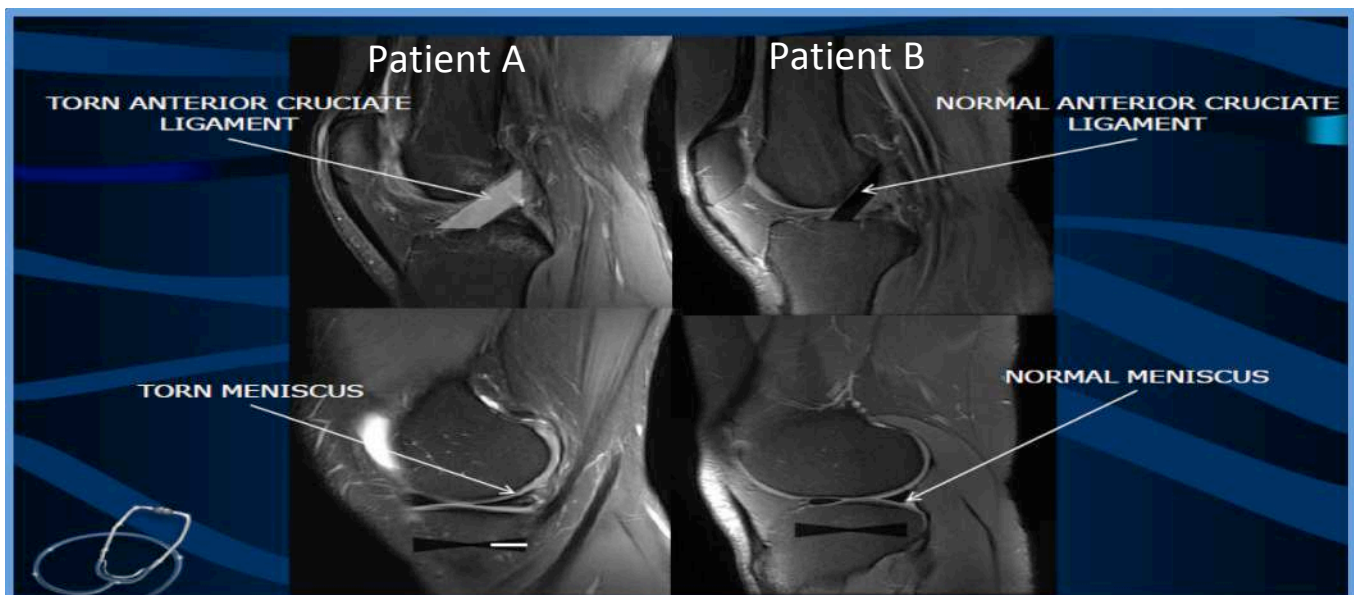 Patient A
Patient B
TORN ANTERIOR CRUCIATE
LIGAMENT
NORMAL ANTERIOR CRUCIATE
LIGAMENT
TORN MENISCUS
NORMAL MENISCUS